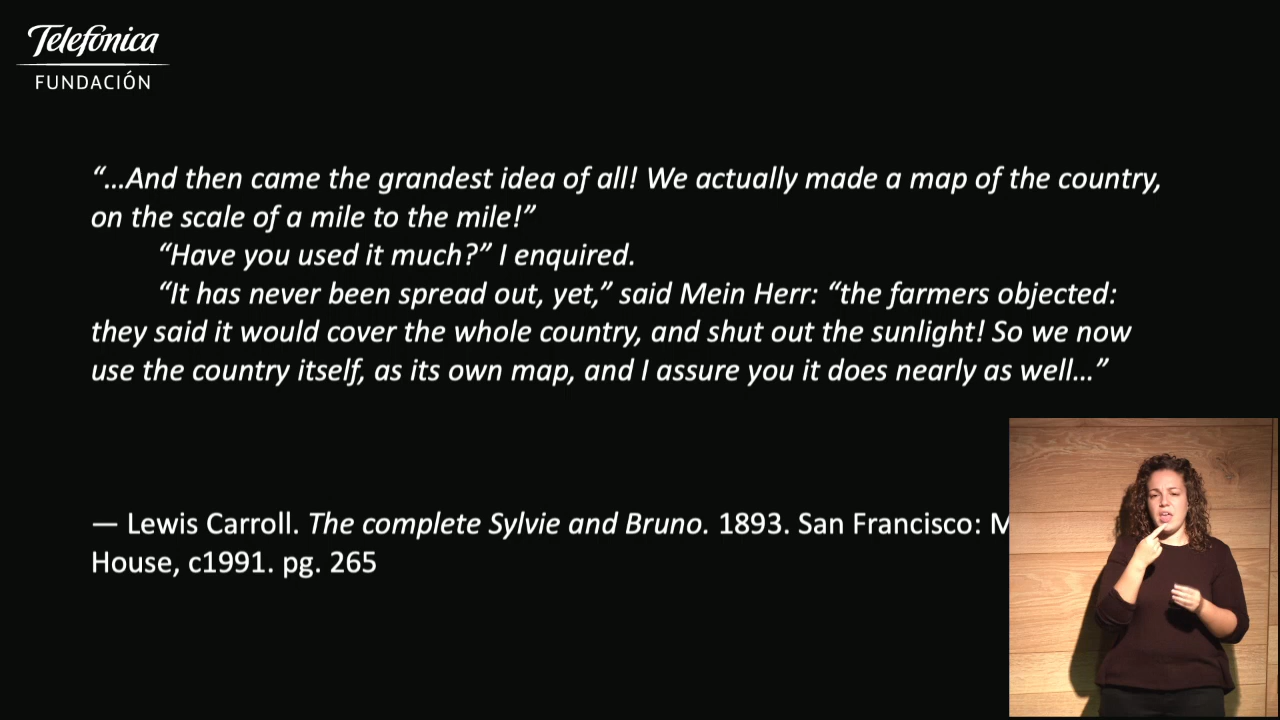 Telefónica
FUNDACIÓN
“...And then came the grandest idea of all! We actually made a map of the country,
on the scale of a mile to the mile!”
“Have you used it much?” I enquired.
“It has never been spread out, yet,” said Mein Herr: “the farmers objected:
they said it would cover the whole country, and shut out the sunlight! So we now
use the country itself, as its own map, and I assure you it does nearly as well...”
— Lewis Carroll. The complete Sylvie and Bruno. 1893. San Francisco:
House, c1991. pg. 265